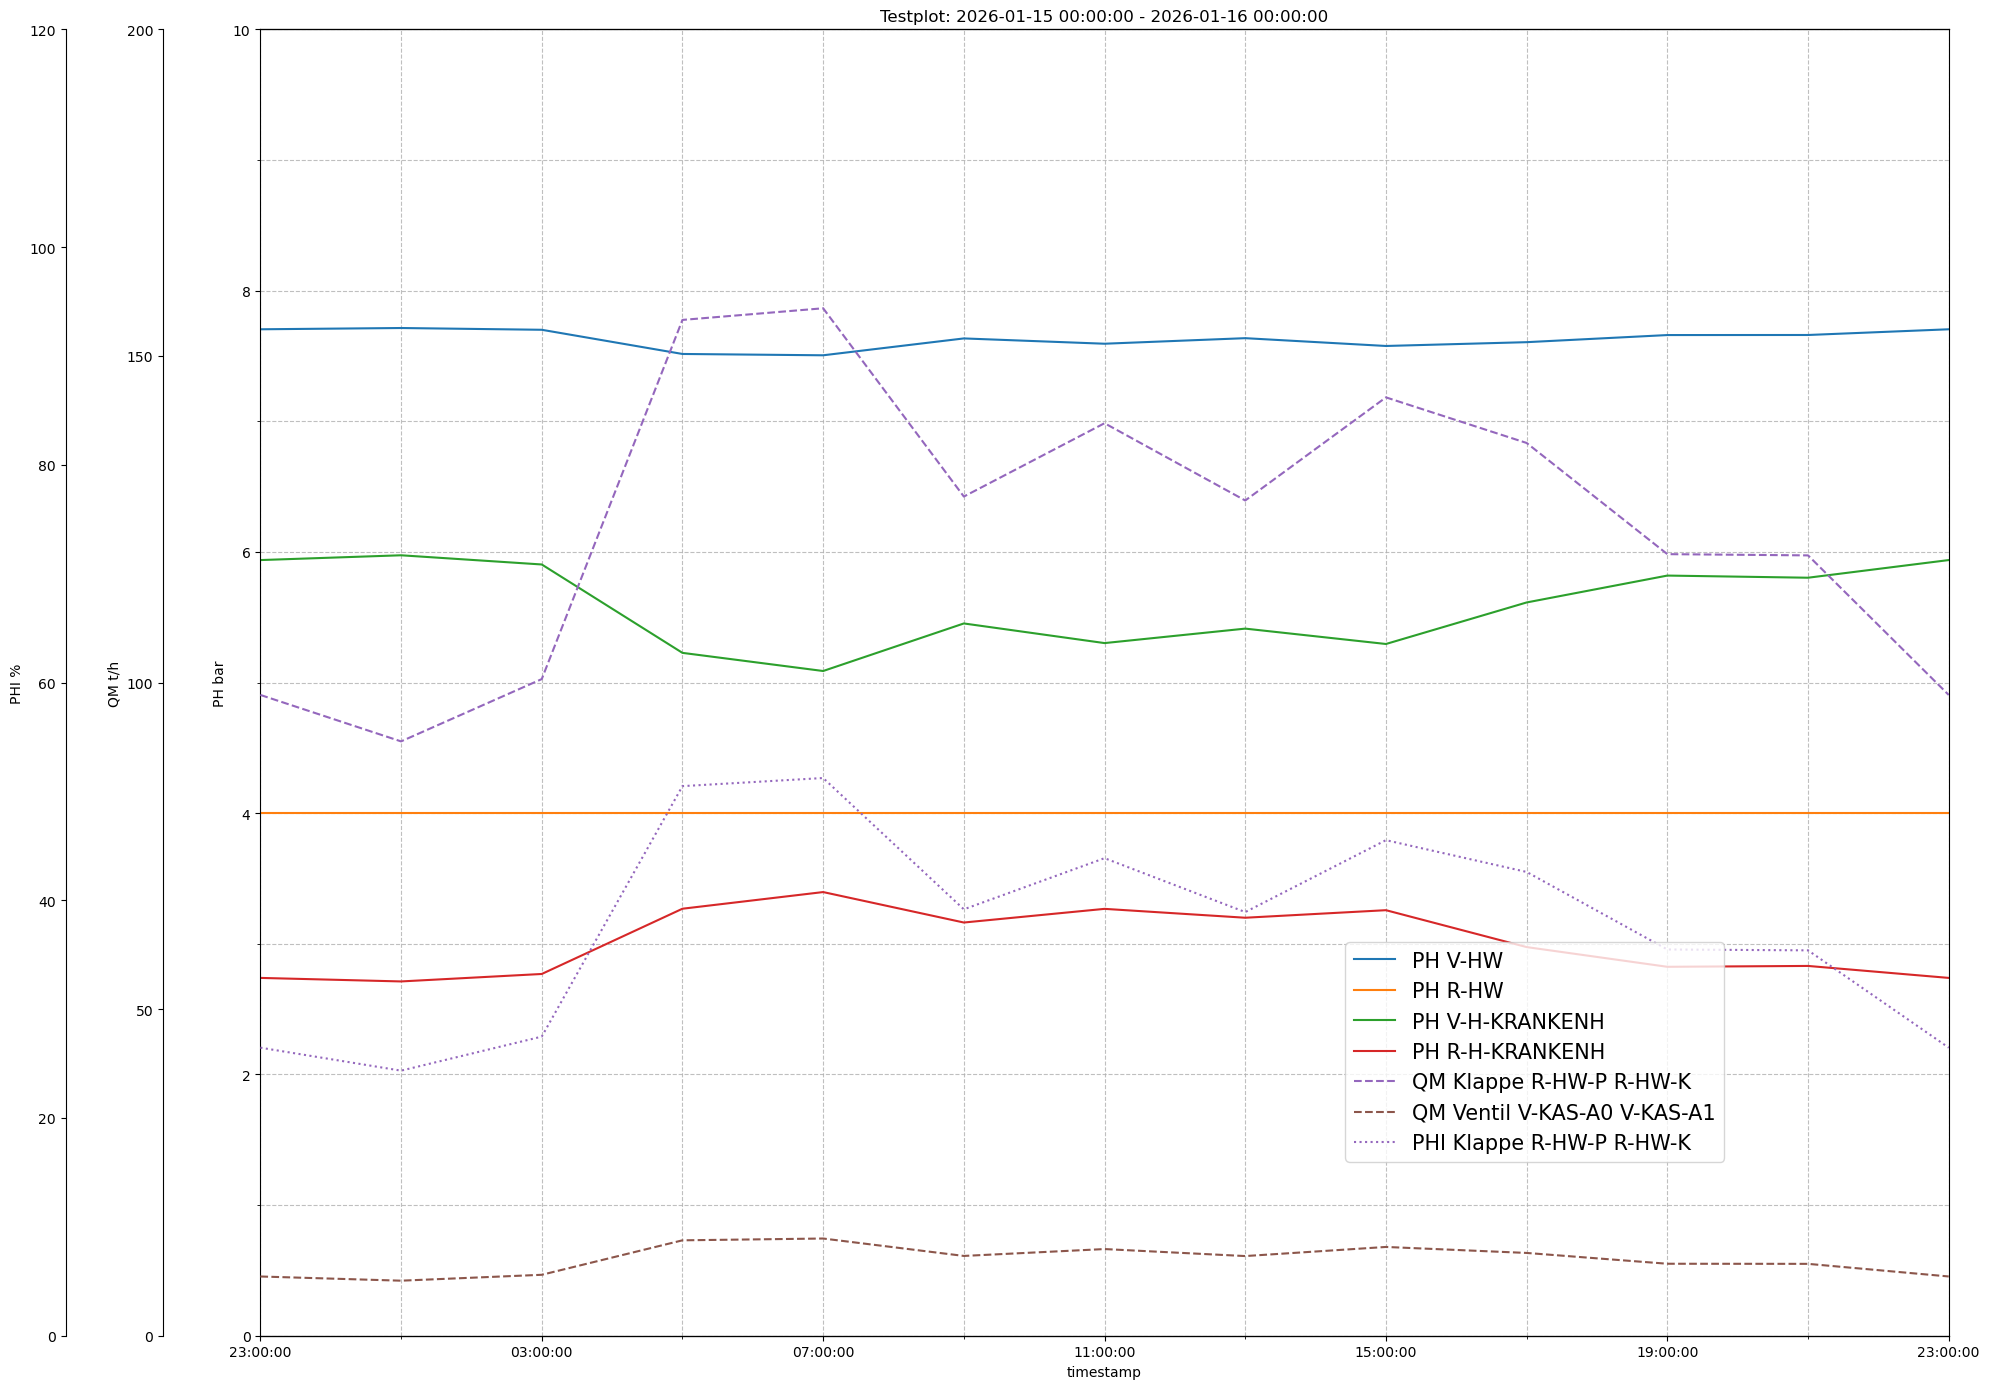 Testplot: 2026-01-15 00:00:00 - 2026-01-16 00:00:00
120
100
80
60
40
20
0
PHI %
200
150
100
50
0
QM t/h
10
8
6
4
2
0
PH bar
PH V-HW
PH R-HW
PH V-H-KRANKENH
PH R-H-KRANKENH
QM Klappe R-HW-P R-HW-K
QM Ventil V-KAS-A0 V-KAS-A1
PHI Klappe R-HW-P R-HW-K
23:00:00 03:00:00 07:00:00 11:00:00 15:00:00 19:00:00 23:00:00
timestamp